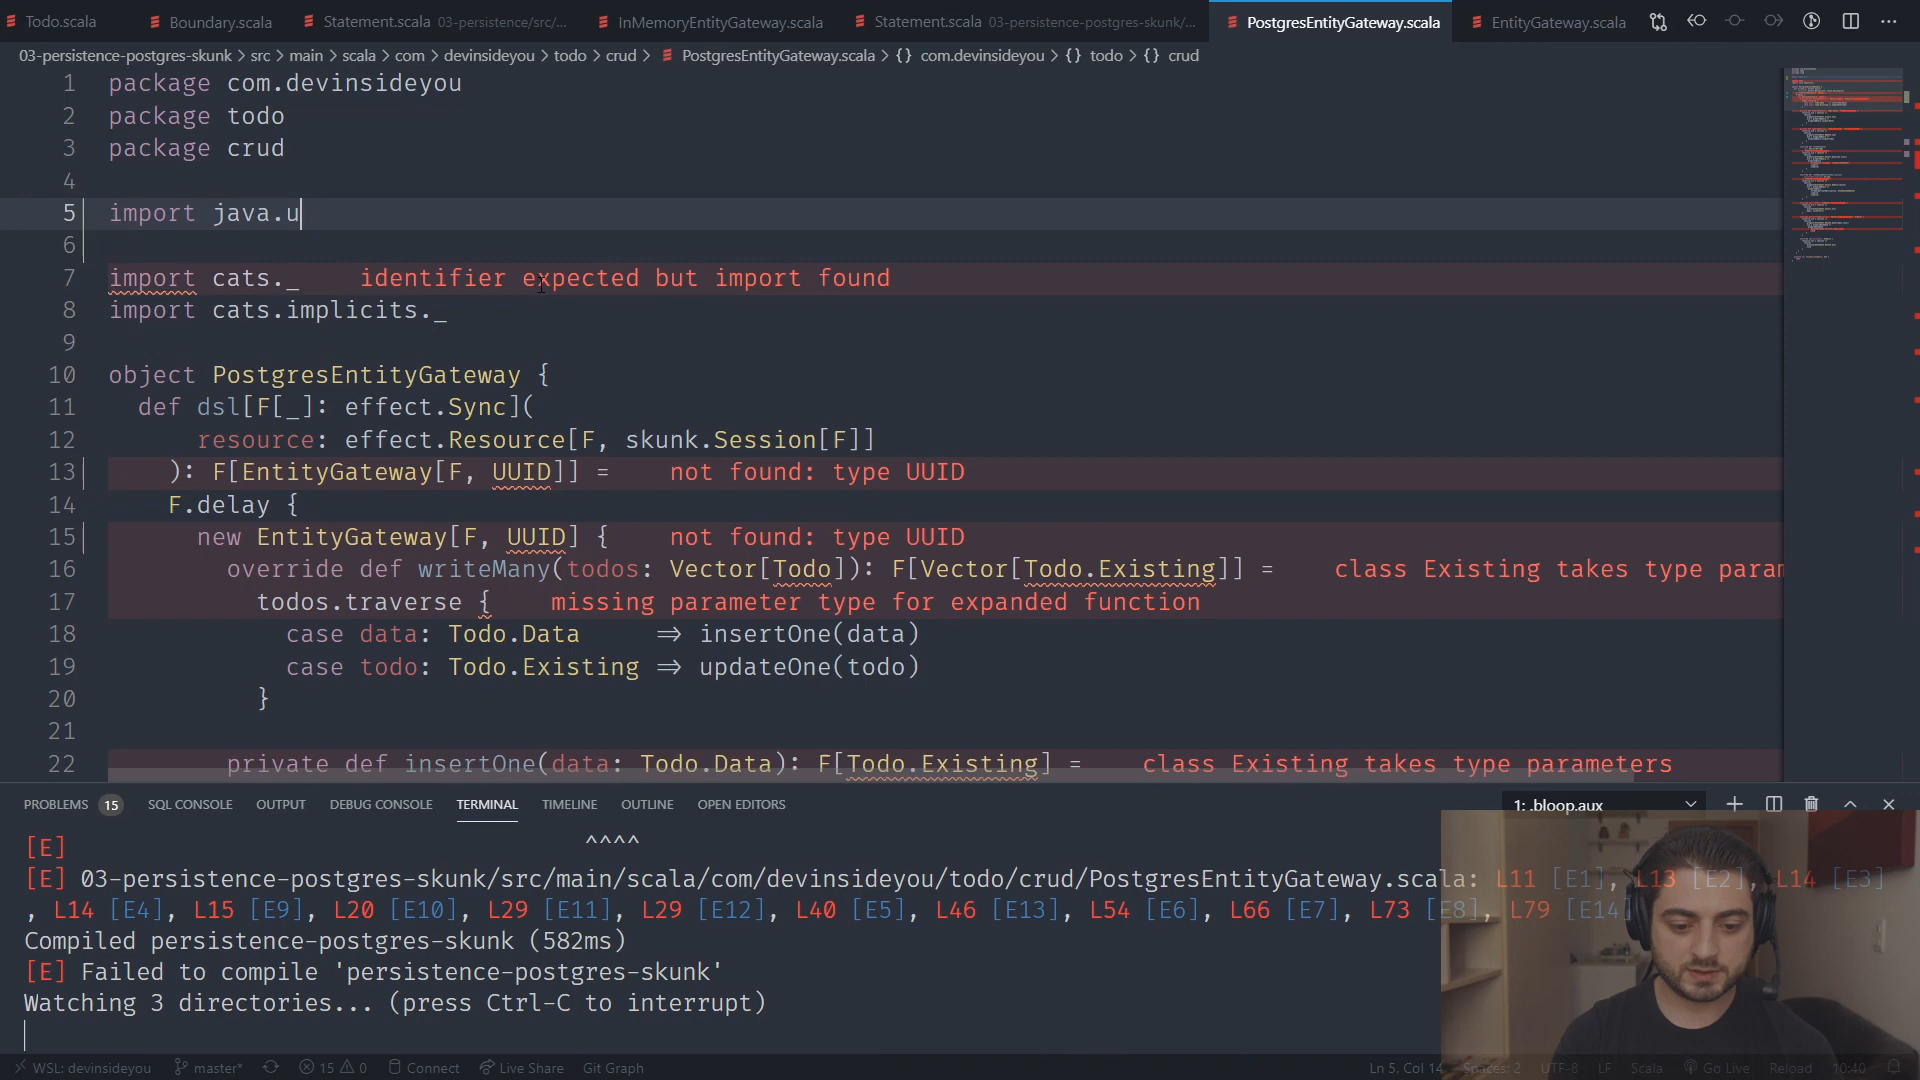 Todo.scala Boundary.scala Statement.scala 03-persistence/src/... InMemoryEntityGateway.scala Statement.scala 03-persistence-postgres-skunk/... PostgresEntityGateway.scala EntityGateway.scala
03-persistence-postgres-skunk > src > main > scala > com > devinsideyou > todo > crud > PostgresEntityGateway.scala > {} com.devinsideyou > {} todo > {} crud
1 package com.devinsideyou
2 package todo
3 package crud
4
5 import java.u
6
7 import cats._ identifier expected but import found
8 import cats.implicits._
9
10 object PostgresEntityGateway {
11 def dsl[F[_]: effect.Sync](
12 resource: effect.Resource[F, skunk.Session[F]]
13 ): F[EntityGateway[F, UUID]] = not found: type UUID
14 F.delay {
15 new EntityGateway[F, UUID] { not found: type UUID
16 override def writeMany(todos: Vector[Todo]): F[Vector[Todo.Existing]] = class Existing takes type param
17 todos.traverse { missing parameter type for expanded function
18 case data: Todo.Data ⇒ insertOne(data)
19 case todo: Todo.Existing ⇒ updateOne(todo)
20 }
21
22 private def insertOne(data: Todo.Data): F[Todo.Existing] = class Existing takes type parameters
PROBLEMS 15 SQL CONSOLE OUTPUT DEBUG CONSOLE TERMINAL TIMELINE OUTLINE OPEN EDITORS 1: .bloop.aux
[E] ^^^^
[E] 03-persistence-postgres-skunk/src/main/scala/com/devinsideyou/todo/crud/PostgresEntityGateway.scala: L11 [E1], L13 [E2], L14 [E3]
, L14 [E4], L15 [E9], L20 [E10], L29 [E11], L29 [E12], L40 [E5], L46 [E13], L54 [E6], L66 [E7], L73 [E8], L79 [E14]
Compiled persistence-postgres-skunk (582ms)
[E] Failed to compile 'persistence-postgres-skunk'
Watching 3 directories... (press Ctrl-C to interrupt)
WSL: devinsideyou master* 15 0 Connect Live Share Git Graph Ln 5, Col 14 Spaces: 2 UTF-8 LF Scala Go Live Reload 10:40